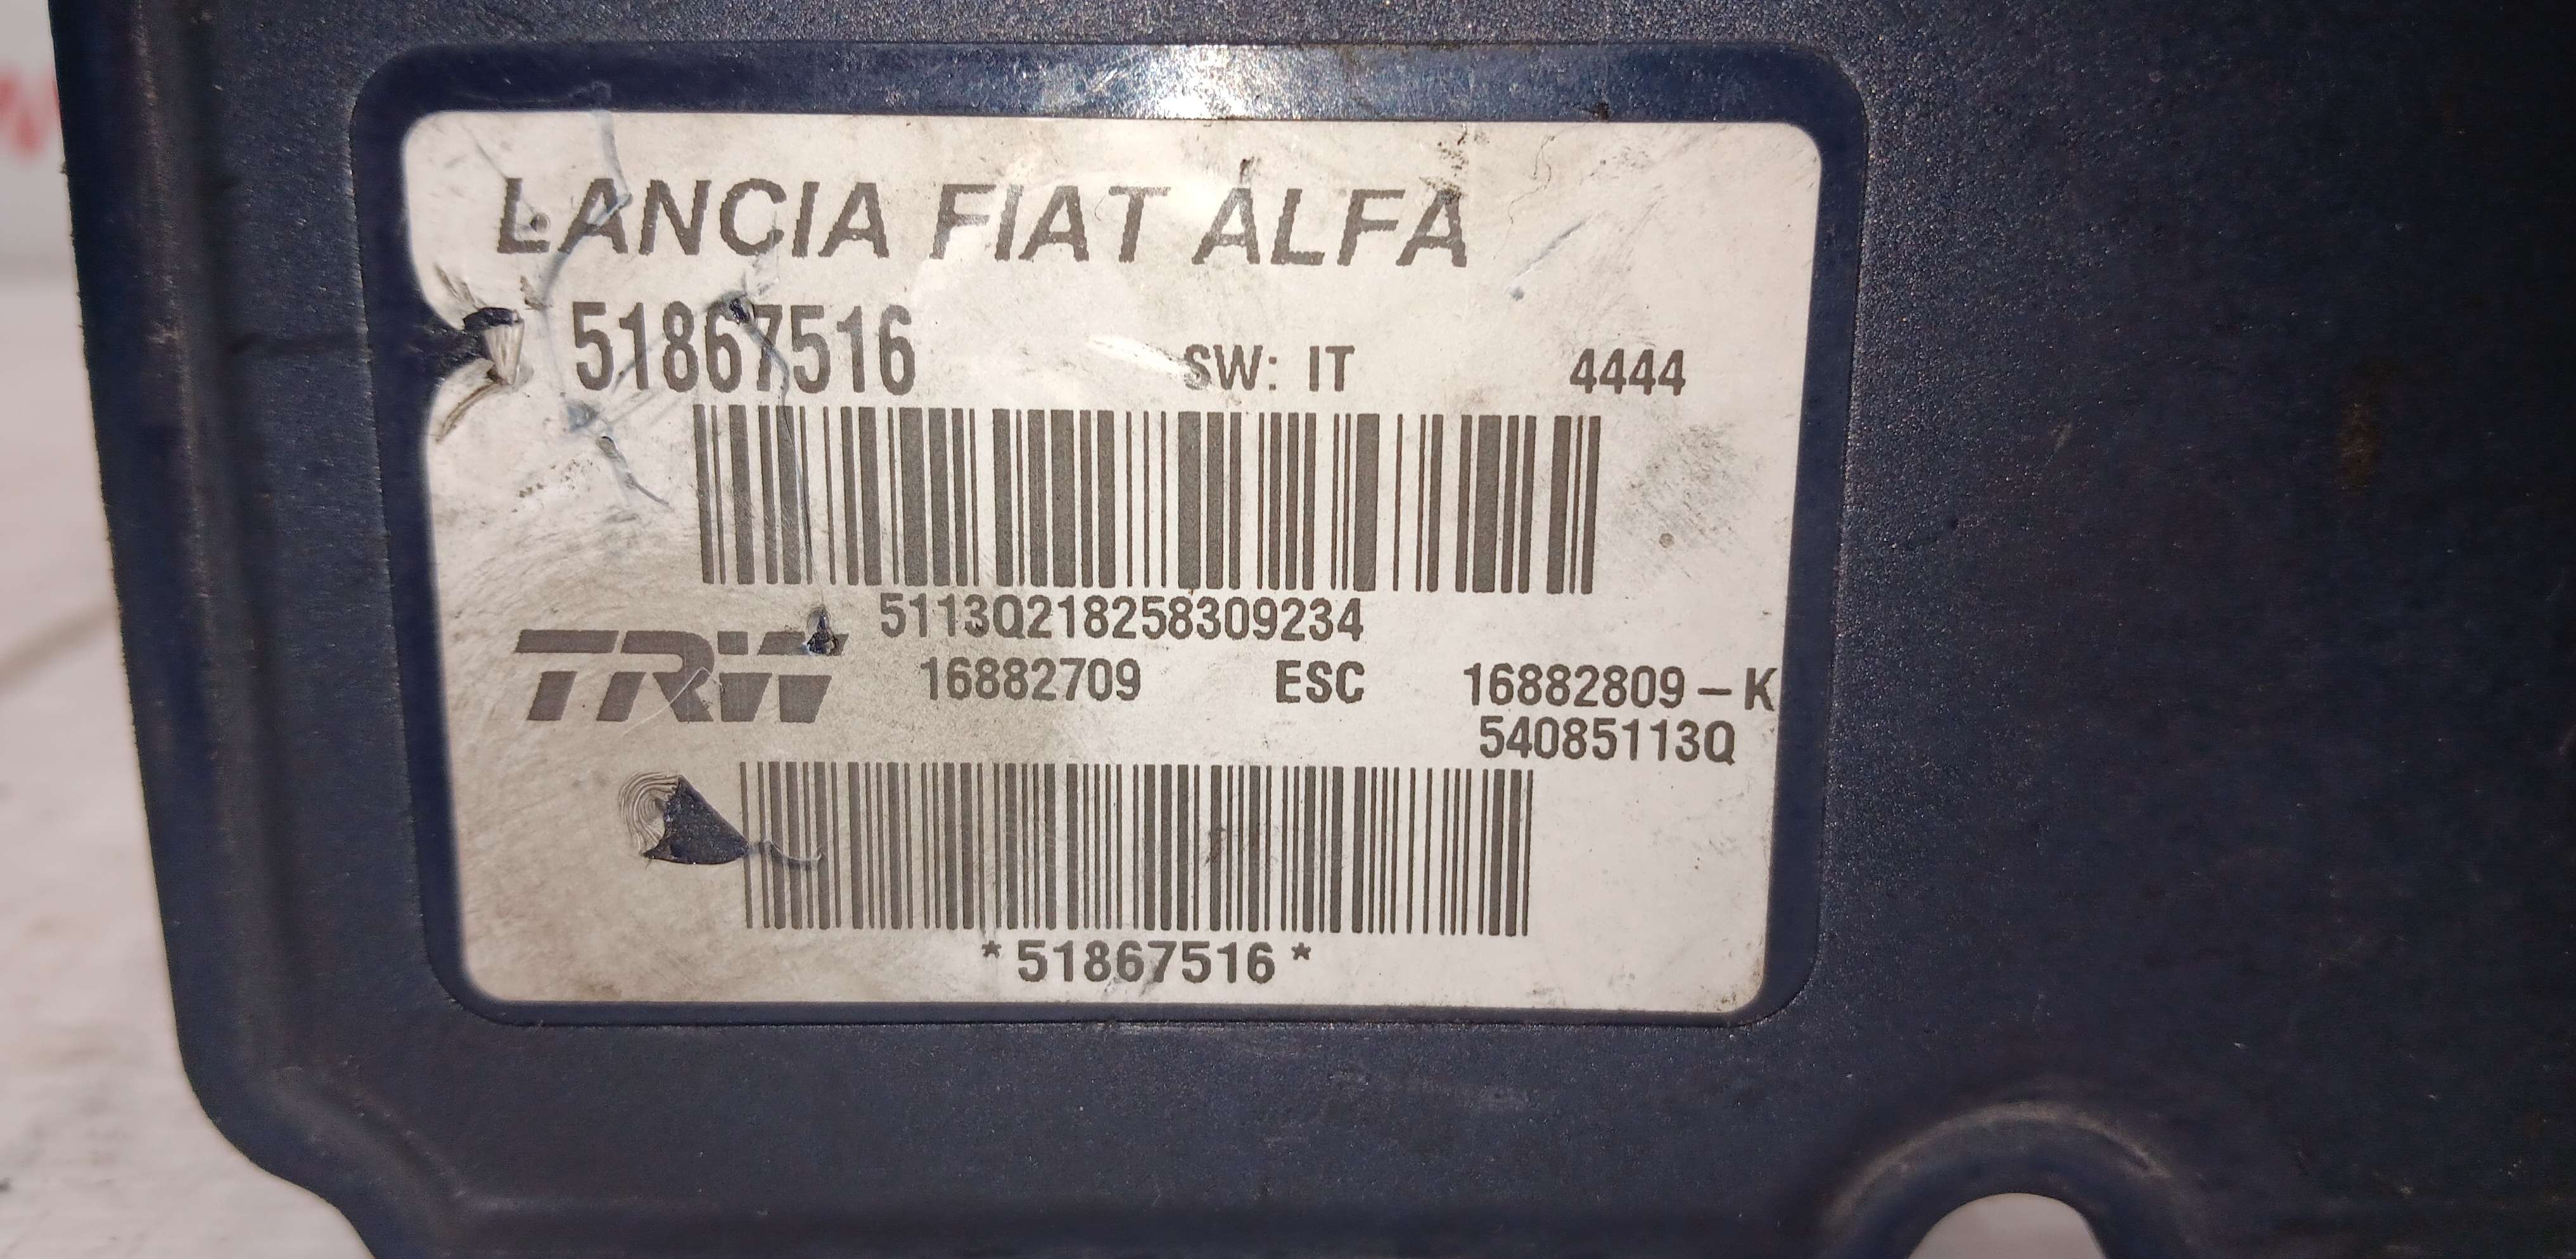 LANCIA FIAT ALFA
51867516 SW: IT 4444
5113Q218258309234
TRW 16882709 ESC 16882809-K
54085113Q
*51867516*